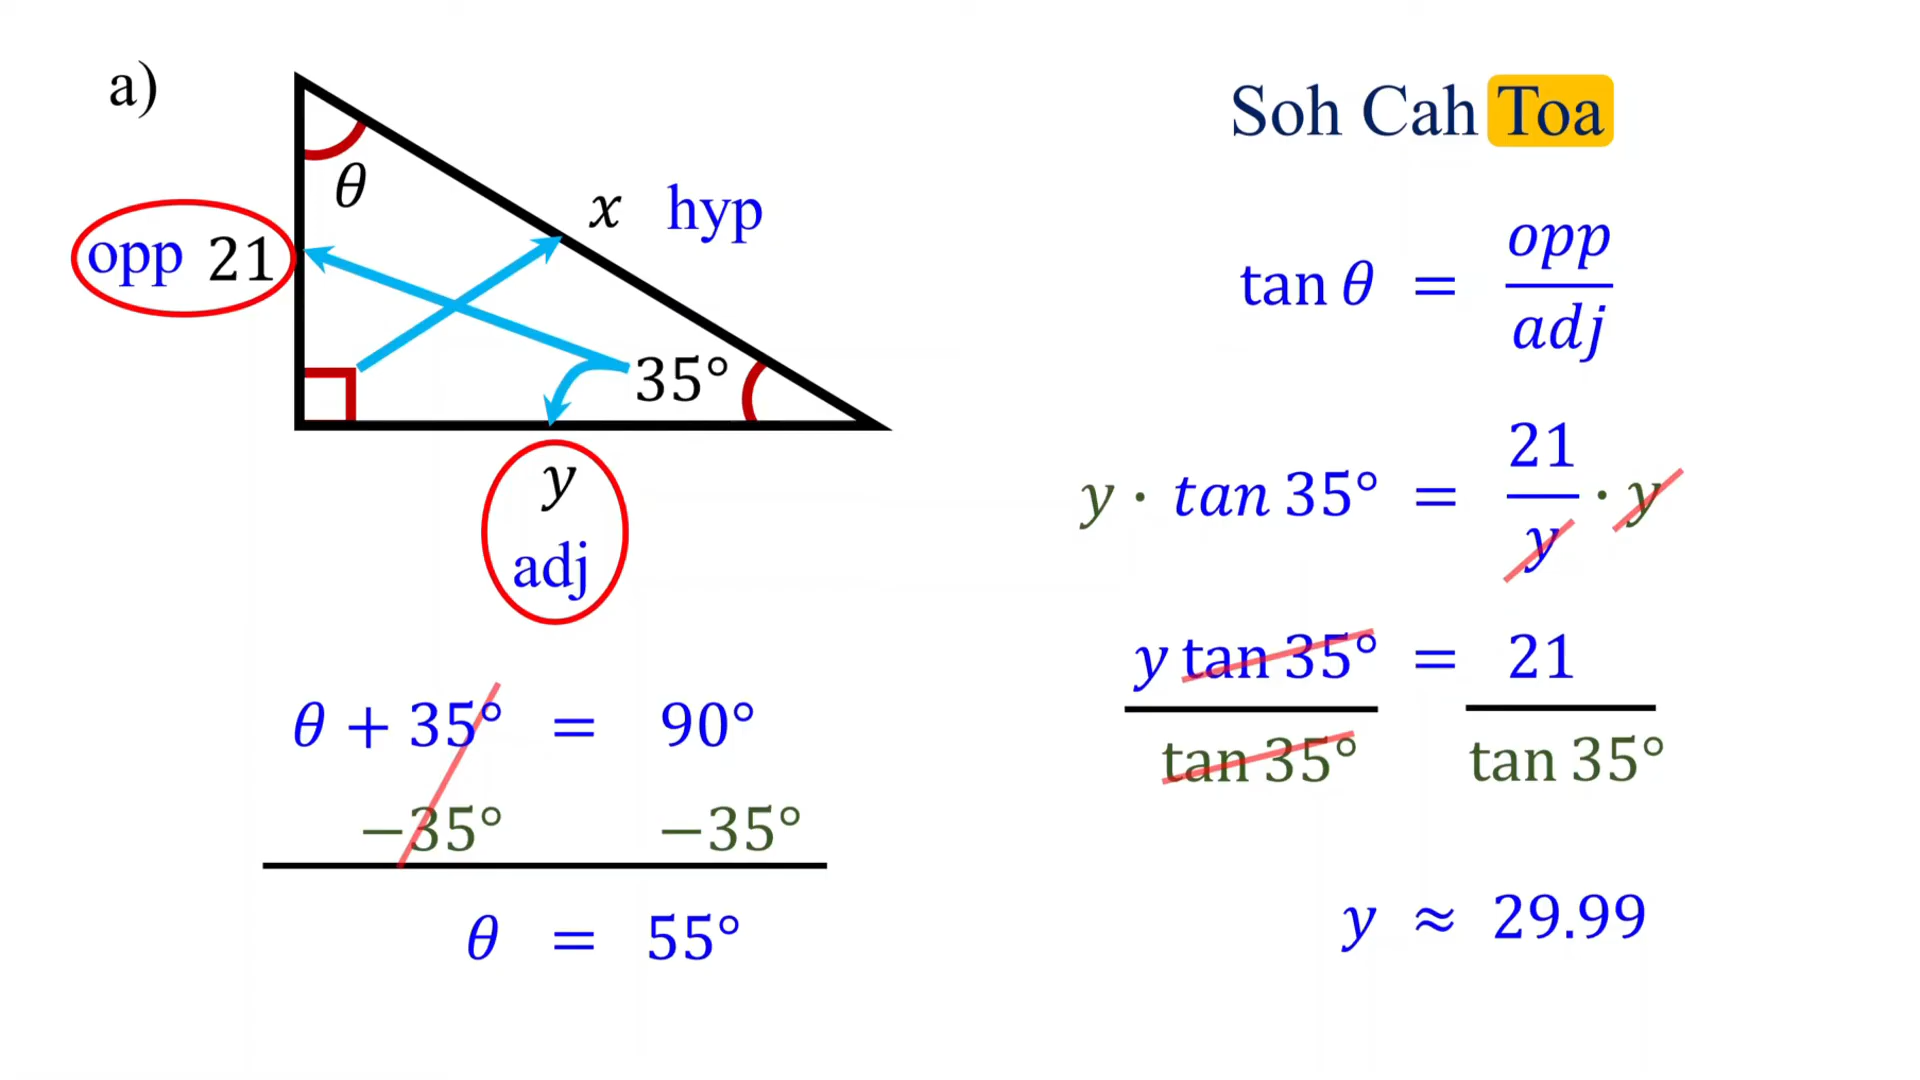 a)
θ
x hyp
opp 21
35°
y
adj
θ + 35° = 90°
−35° −35°
θ = 55°
Soh Cah Toa
tan θ = opp/adj
y · tan 35° = 21/y · y
y tan 35° = 21
tan 35° tan 35°
y ≈ 29.99